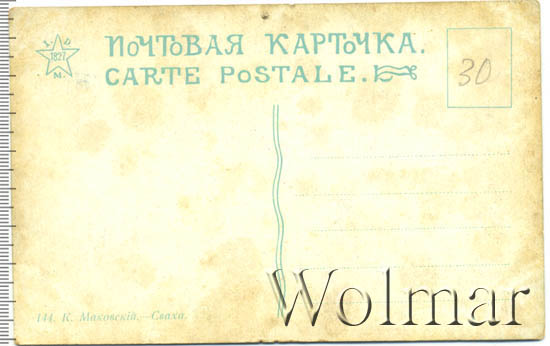 1827
М.
ПОЧТОВАЯ КАРТОЧКА.
CARTE POSTALE.
30
144. К. Маковскій.—Сваха.
Wolmar